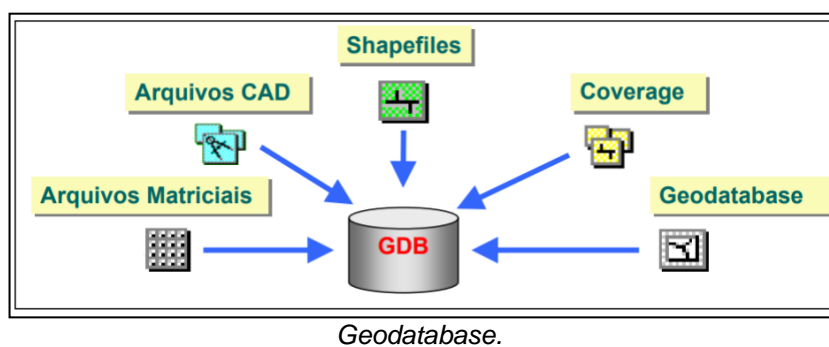 Shapefiles
Arquivos CAD
Coverage
Arquivos Matriciais
Geodatabase
GDB
Geodatabase.